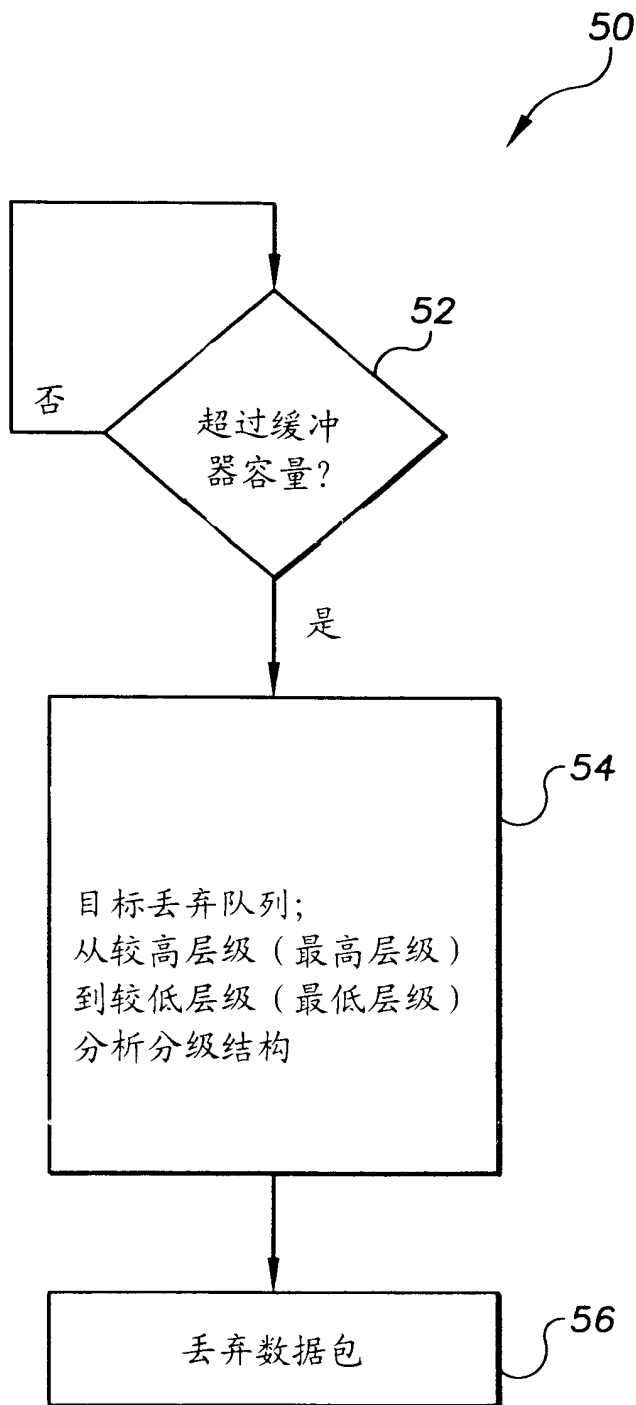 50
52
否
超过缓冲
器容量?
是
54
目标丢弃队列;
从较高层级（最高层级）
到较低层级（最低层级）
分析分级结构
56
丢弃数据包